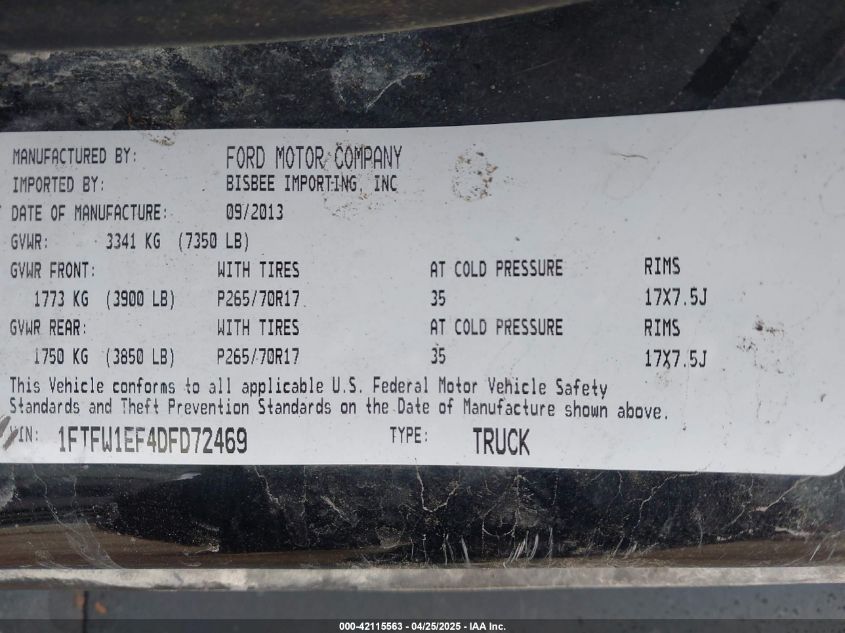 MANUFACTURED BY: FORD MOTOR COMPANY
IMPORTED BY: BISBEE IMPORTING, INC
DATE OF MANUFACTURE: 09/2013
GVWR: 3341 KG (7350 LB)
GVWR FRONT: WITH TIRES AT COLD PRESSURE RIMS
1773 KG (3900 LB) P265/70R17 35 17X7.5J
GVWR REAR: WITH TIRES AT COLD PRESSURE RIMS
1750 KG (3850 LB) P265/70R17 35 17X7.5J
This Vehicle conforms to all applicable U.S. Federal Motor Vehicle Safety
Standards and Theft Prevention Standards on the Date of Manufacture shown above.
VIN: 1FTFW1EF4DFD72469 TYPE: TRUCK
000-42115563 - 04/25/2025 - IAA Inc.